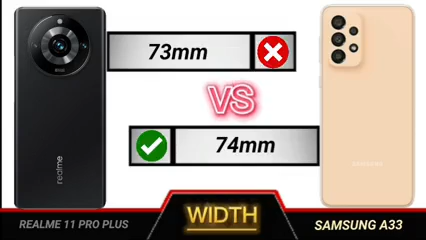 73mm
VS
74mm
realme
SAMSUNG
WIDTH
REALME 11 PRO PLUS
SAMSUNG A33